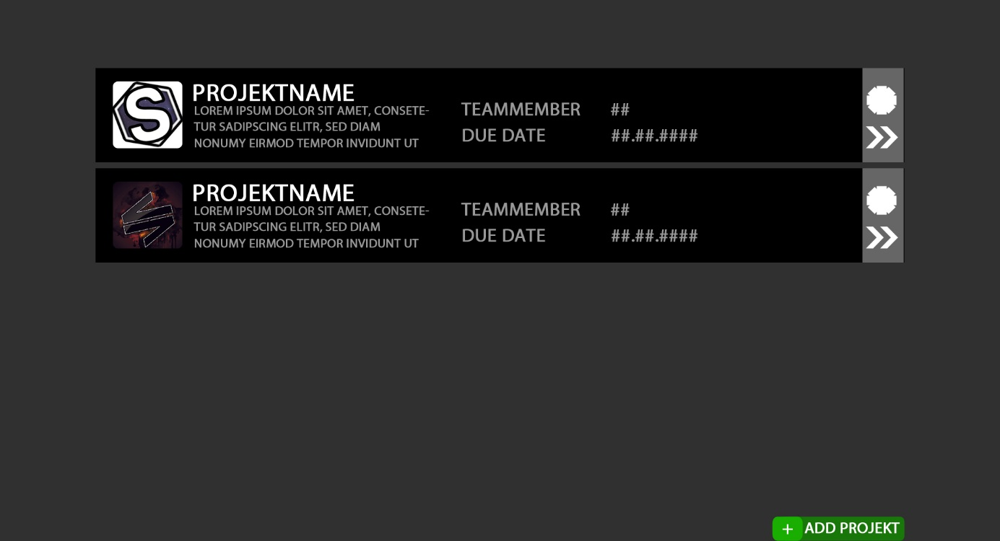 PROJEKTNAME
LOREM IPSUM DOLOR SIT AMET, CONSETE-
TUR SADIPSCING ELITR, SED DIAM
NONUMY EIRMOD TEMPOR INVIDUNT UT
TEAMMEMBER ##
DUE DATE ##.##.####
S
PROJEKTNAME
LOREM IPSUM DOLOR SIT AMET, CONSETE-
TUR SADIPSCING ELITR, SED DIAM
NONUMY EIRMOD TEMPOR INVIDUNT UT
TEAMMEMBER ##
DUE DATE ##.##.####
+ ADD PROJEKT